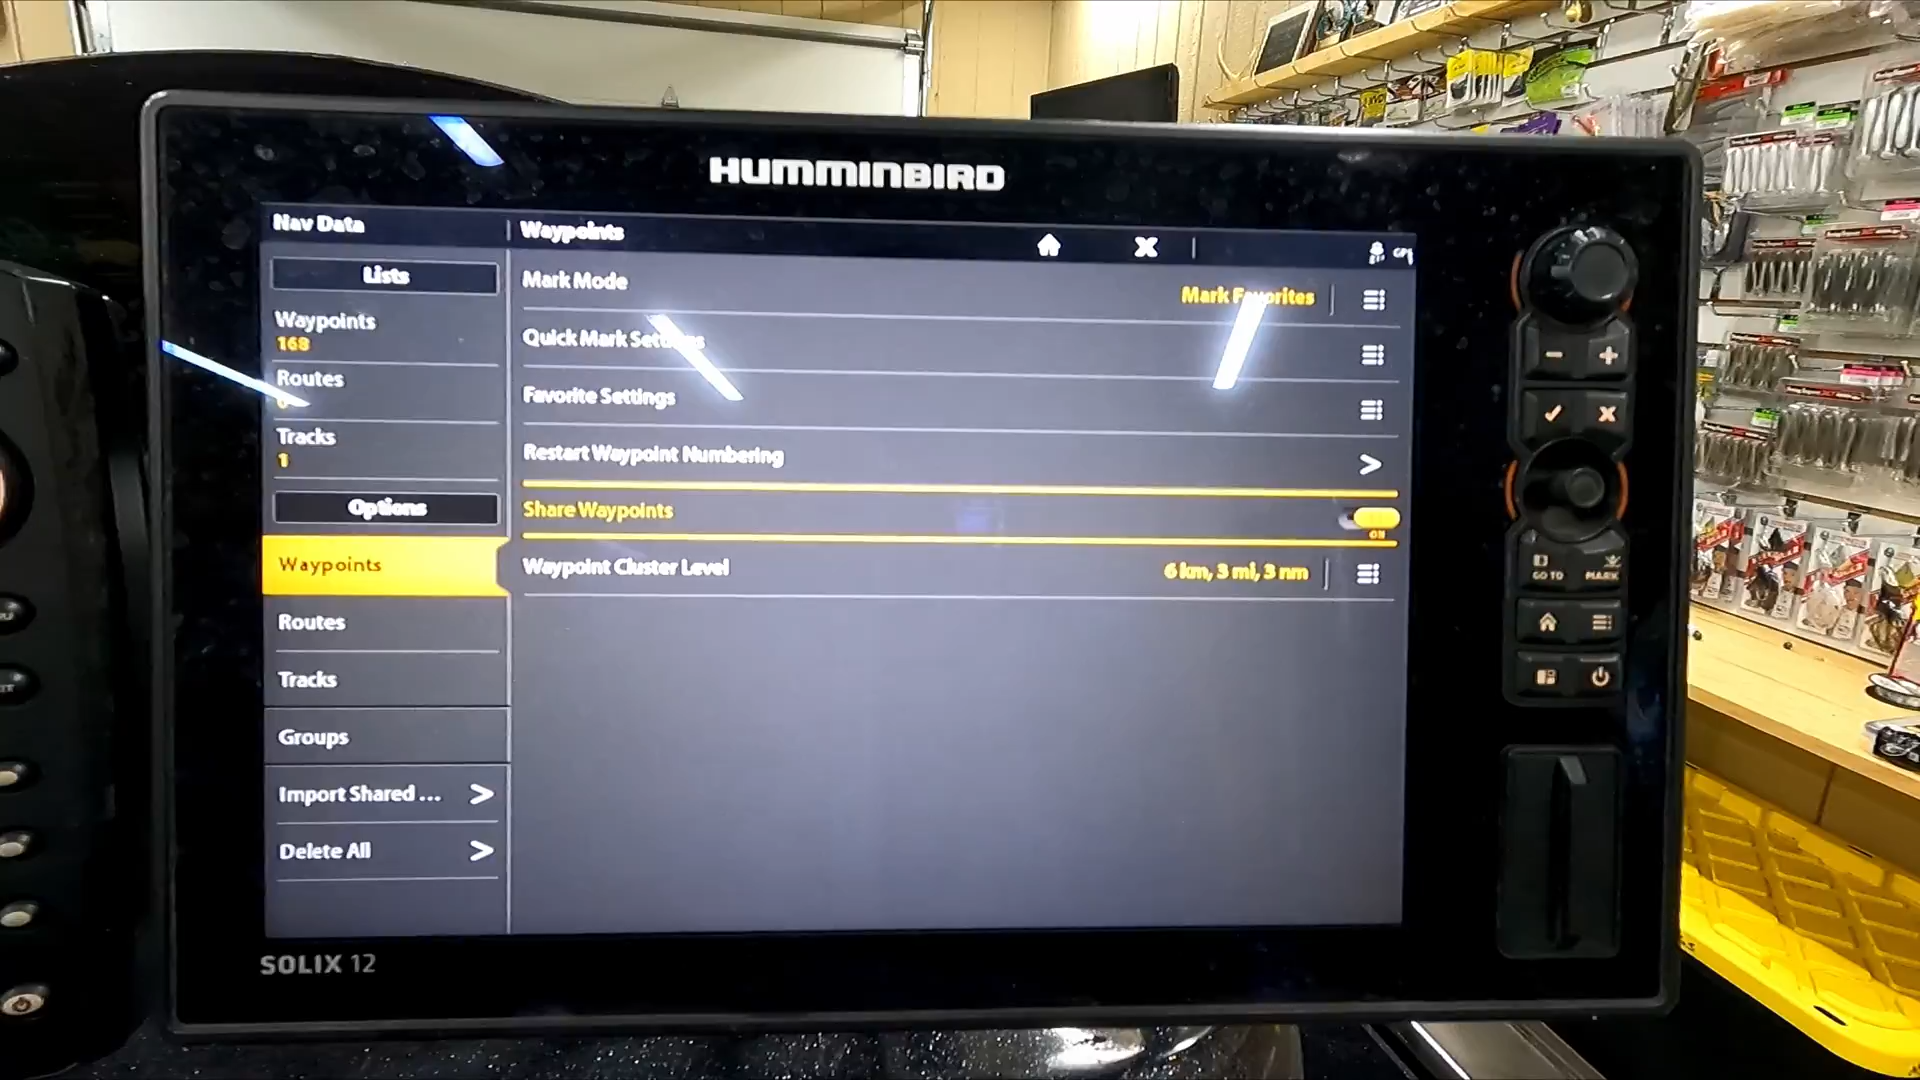 HUMMINBIRD
Nav Data
Waypoints
Lists
Waypoints
168
Routes
Tracks
1
Options
Waypoints
Routes
Tracks
Groups
Import Shared ...
Delete All
Mark Mode
Mark Favorites
Quick Mark Settings
Favorite Settings
Restart Waypoint Numbering
Share Waypoints
ON
Waypoint Cluster Level
6 km, 3 mi, 3 nm
GO TO
MARK
SOLIX 12